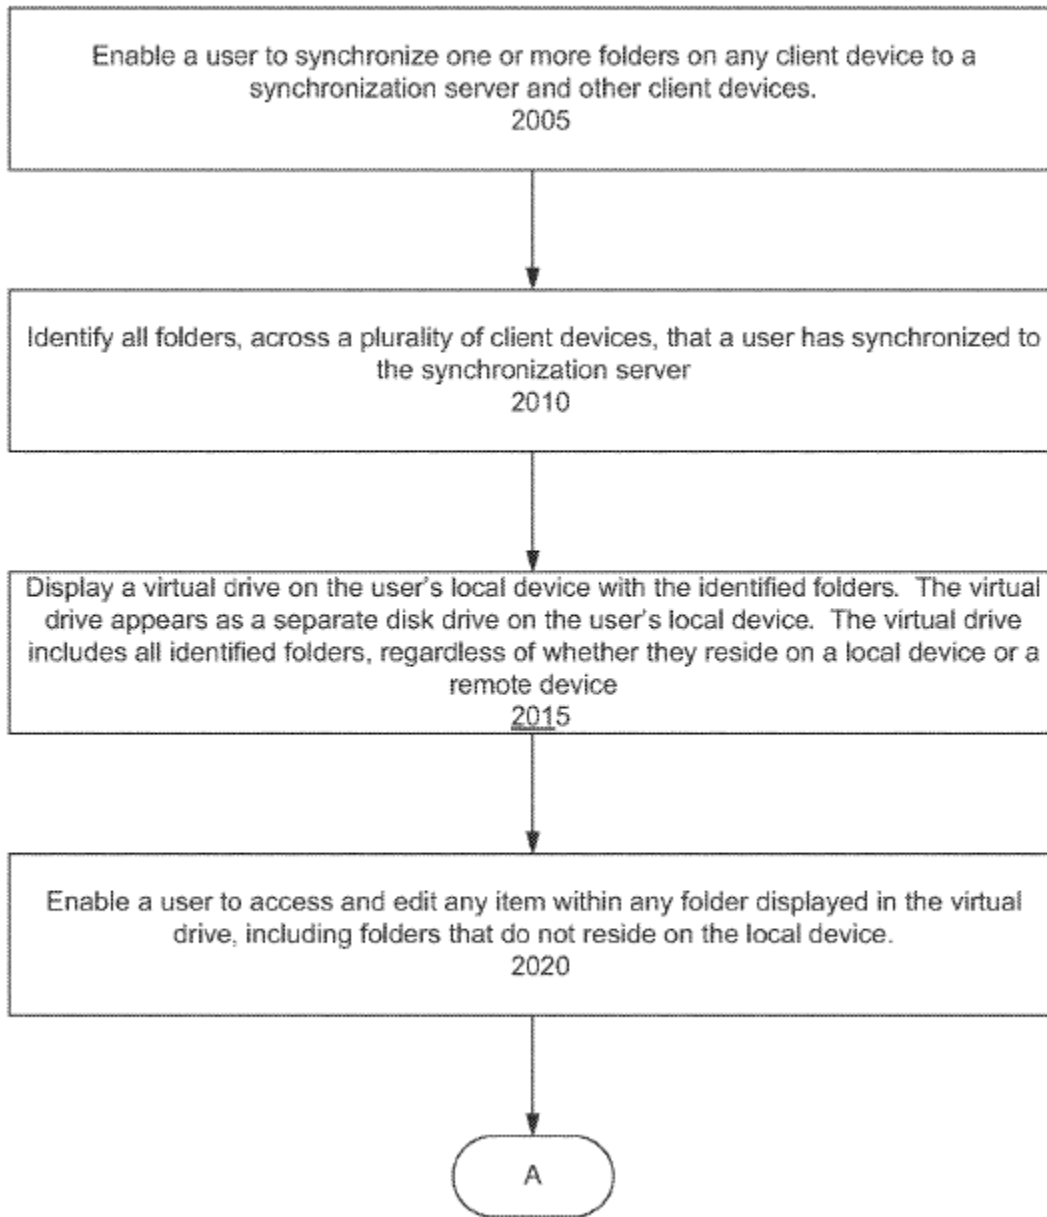 Enable a user to synchronize one or more folders on any client device to a
synchronization server and other client devices.
2005
Identify all folders, across a plurality of client devices, that a user has synchronized to
the synchronization server
2010
Display a virtual drive on the user's local device with the identified folders.  The virtual
drive appears as a separate disk drive on the user's local device.  The virtual drive
includes all identified folders, regardless of whether they reside on a local device or a
remote device
2015
Enable a user to access and edit any item within any folder displayed in the virtual
drive, including folders that do not reside on the local device.
2020
A